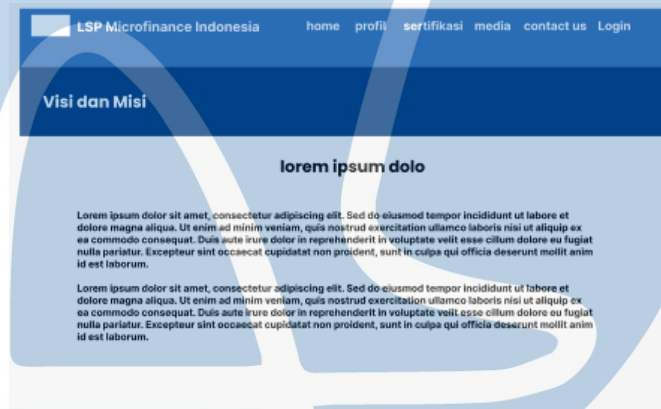 LSP Microfinance Indonesia home profil sertifikasi media contact us Login
Visi dan Misi
lorem ipsum dolo
Lorem ipsum dolor sit amet, consectetur adipiscing elit. Sed do eiusmod tempor incididunt ut labore et
dolore magna aliqua. Ut enim ad minim veniam, quis nostrud exercitation ullamco laboris nisi ut aliquip ex
ea commodo consequat. Duis aute irure dolor in reprehenderit in voluptate velit esse cillum dolore eu fugiat
nulla pariatur. Excepteur sint occaecat cupidatat non proident, sunt in culpa qui officia deserunt mollit anim
id est laborum.
Lorem ipsum dolor sit amet, consectetur adipiscing elit. Sed do eiusmod tempor incididunt ut labore et
dolore magna aliqua. Ut enim ad minim veniam, quis nostrud exercitation ullamco laboris nisi ut aliquip ex
ea commodo consequat. Duis aute irure dolor in reprehenderit in voluptate velit esse cillum dolore eu fugiat
nulla pariatur. Excepteur sint occaecat cupidatat non proident, sunt in culpa qui officia deserunt mollit anim
id est laborum.